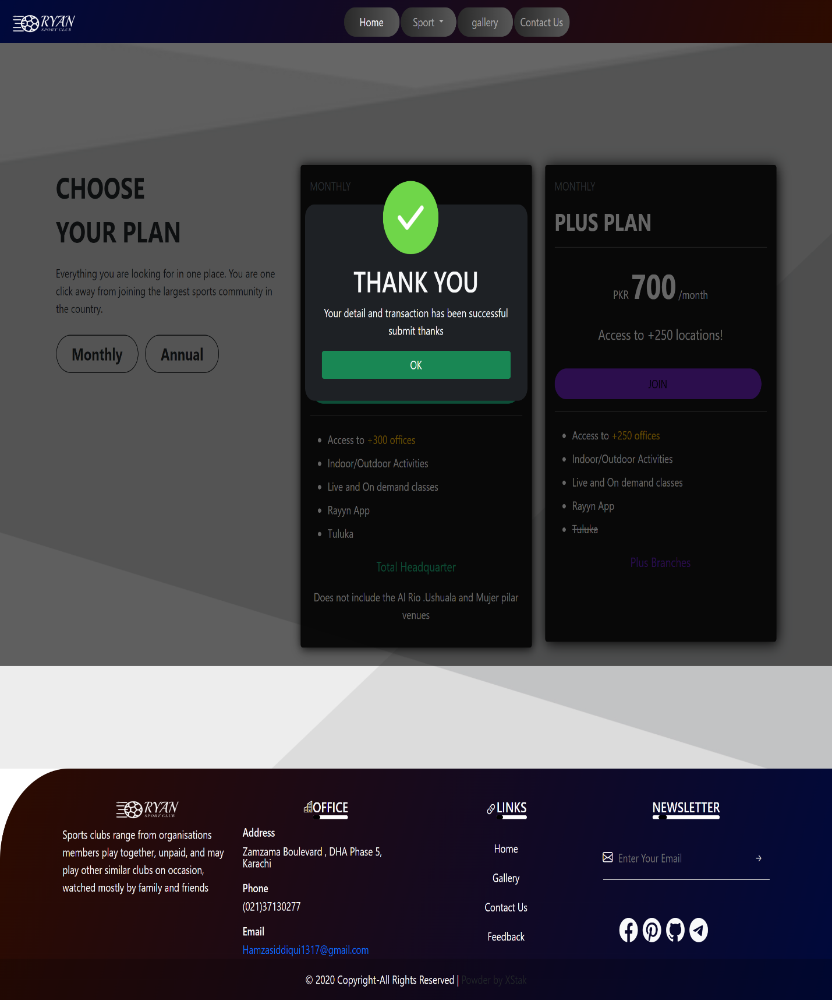 RYAN
SPORT CLUB
Home
Sport
gallery
Contact Us
CHOOSE
YOUR PLAN
Everything you are looking for in one place. You are one
click away from joining the largest sports community in
the country.
Monthly
Annual
MONTHLY
THANK YOU
Your detail and transaction has been successful
submit thanks
OK
Access to +300 offices
Indoor/Outdoor Activities
Live and On demand classes
Rayyn App
Tuluka
Total Headquarter
Does not include the Al Rio .Ushuala and Mujer pilar
venues
MONTHLY
PLUS PLAN
PKR 700 /month
Access to +250 locations!
JOIN
Access to +250 offices
Indoor/Outdoor Activities
Live and On demand classes
Rayyn App
Tuluka
Plus Branches
RYAN
SPORT CLUB
Sports clubs range from organisations
members play together, unpaid, and may
play other similar clubs on occasion,
watched mostly by family and friends
OFFICE
Address
Zamzama Boulevard , DHA Phase 5,
Karachi
Phone
(021)37130277
Email
Hamzasiddiqui1317@gmail.com
LINKS
Home
Gallery
Contact Us
Feedback
NEWSLETTER
Enter Your Email
© 2020 Copyright-All Rights Reserved | Powder by XStak